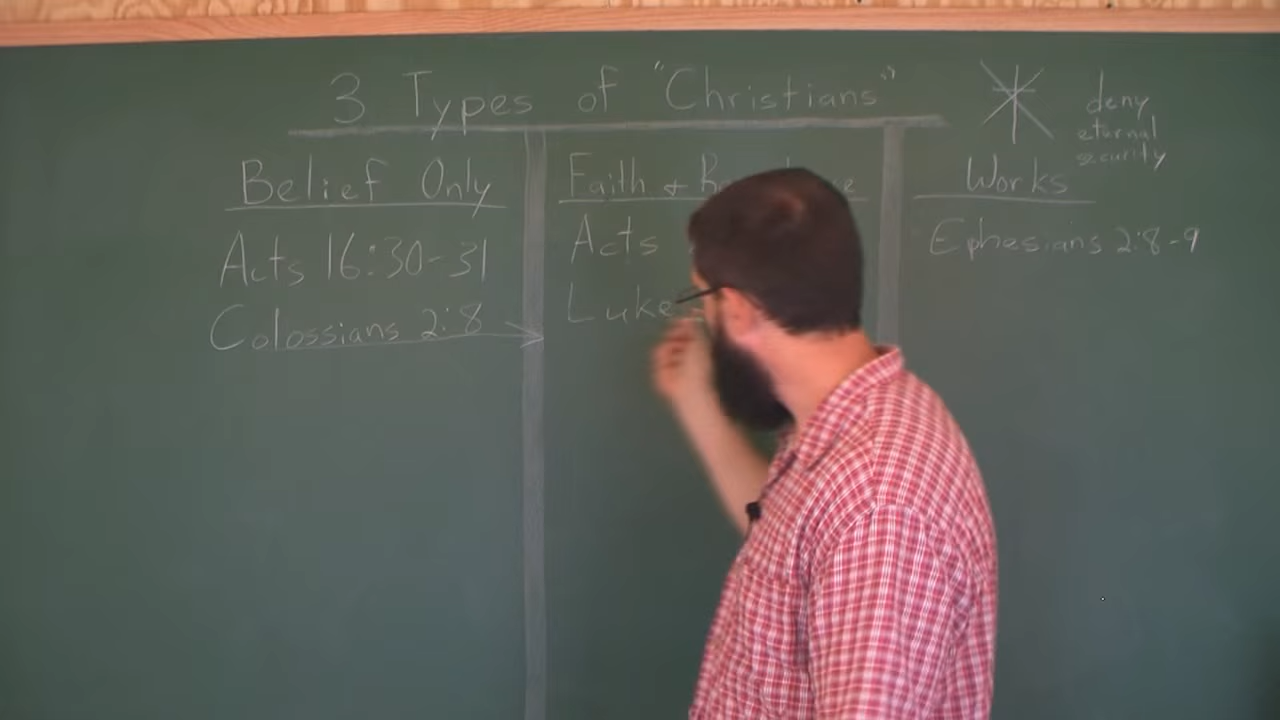 3 Types of "Christians"
deny
eternal
security
Belief Only
Faith +
Works
Acts 16:30-31
Acts
Ephesians 2:8-9
Colossians 2:8
Luke